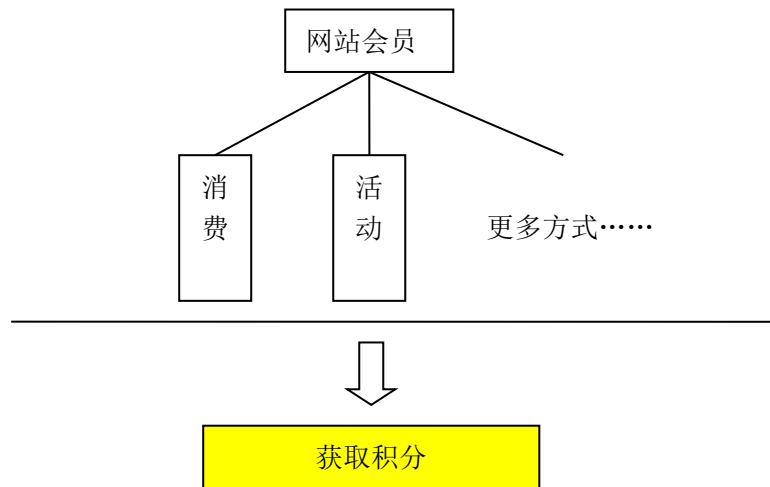 网站会员
消费
活动
更多方式……
获取积分